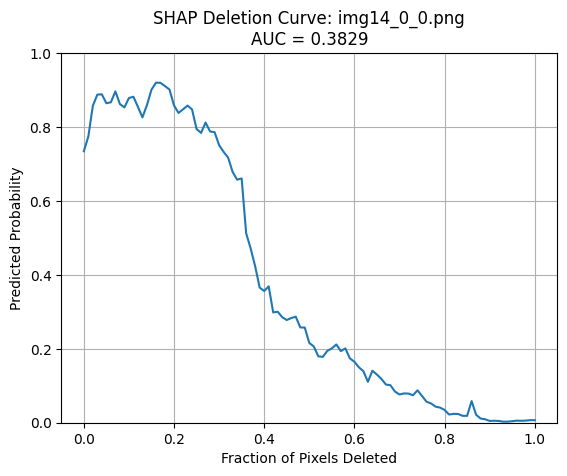 SHAP Deletion Curve: img14_0_0.png
AUC = 0.3829
1.0
0.8
0.6
0.4
0.2
0.0
Predicted Probability
0.0 0.2 0.4 0.6 0.8 1.0
Fraction of Pixels Deleted